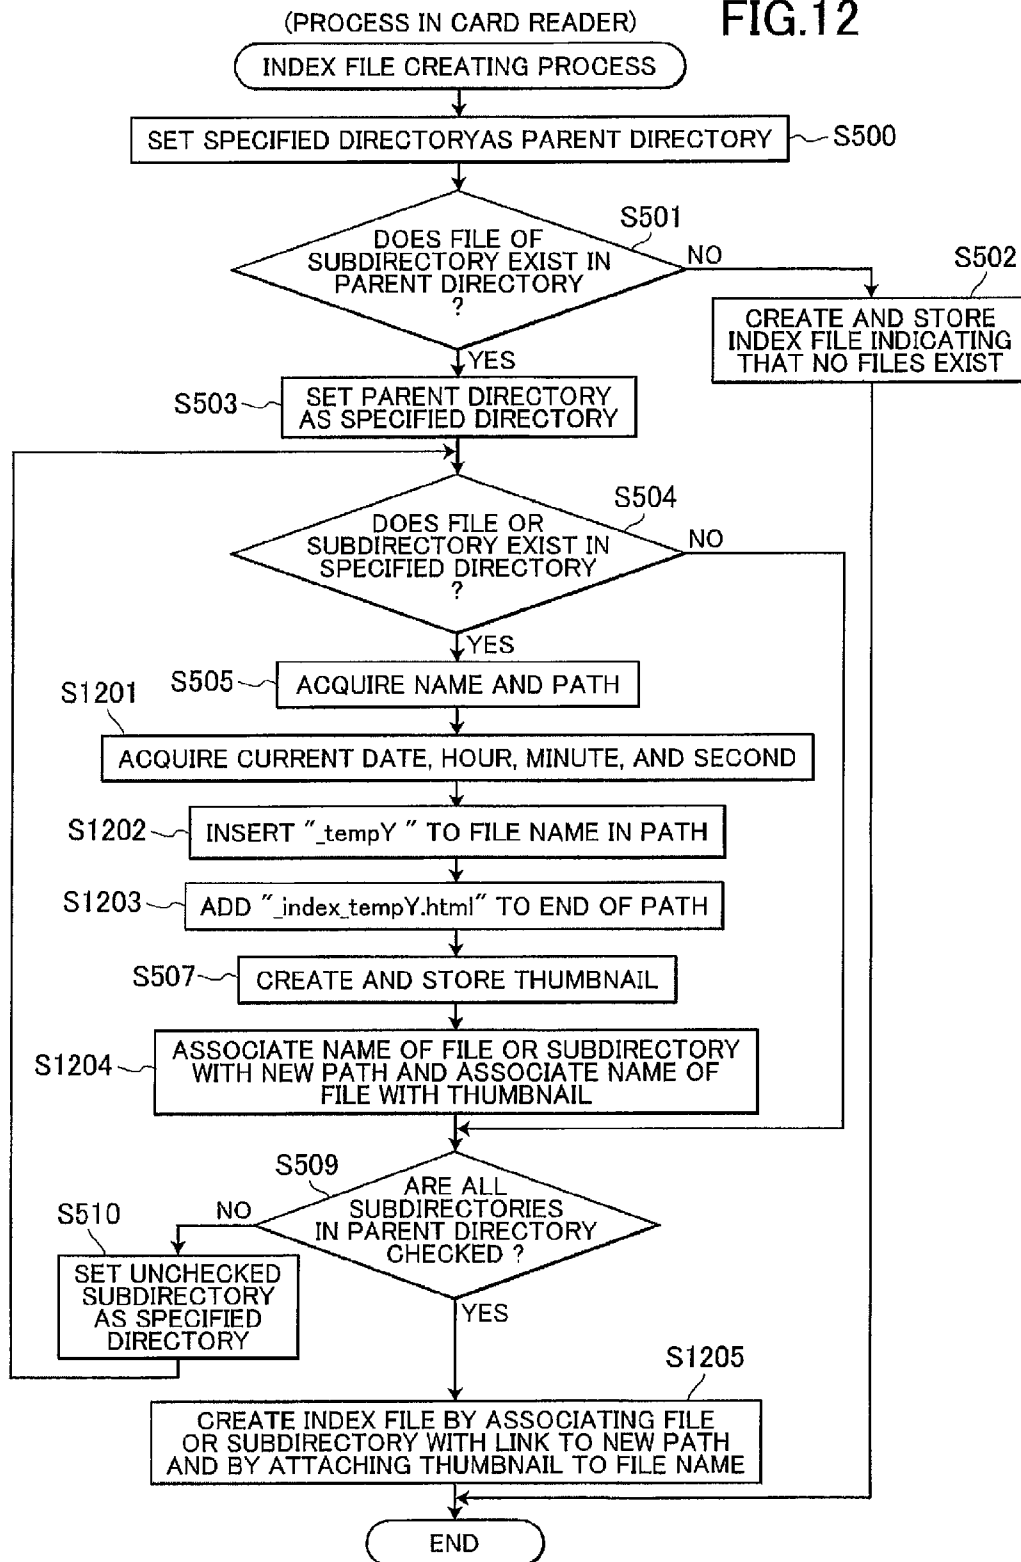 FIG.12
(PROCESS IN CARD READER)
INDEX FILE CREATING PROCESS
SET SPECIFIED DIRECTORYAS PARENT DIRECTORY
S500
S501
DOES FILE OF
SUBDIRECTORY EXIST IN
PARENT DIRECTORY
?
NO
S502
CREATE AND STORE
INDEX FILE INDICATING
THAT NO FILES EXIST
YES
S503
SET PARENT DIRECTORY
AS SPECIFIED DIRECTORY
S504
DOES FILE OR
SUBDIRECTORY EXIST IN
SPECIFIED DIRECTORY
?
NO
YES
S505
ACQUIRE NAME AND PATH
S1201
ACQUIRE CURRENT DATE, HOUR, MINUTE, AND SECOND
S1202
INSERT "_tempY " TO FILE NAME IN PATH
S1203
ADD "_index_tempY.html" TO END OF PATH
S507
CREATE AND STORE THUMBNAIL
S1204
ASSOCIATE NAME OF FILE OR SUBDIRECTORY
WITH NEW PATH AND ASSOCIATE NAME OF
FILE WITH THUMBNAIL
S509
ARE ALL
SUBDIRECTORIES
IN PARENT DIRECTORY
CHECKED ?
NO
S510
SET UNCHECKED
SUBDIRECTORY
AS SPECIFIED
DIRECTORY
YES
S1205
CREATE INDEX FILE BY ASSOCIATING FILE
OR SUBDIRECTORY WITH LINK TO NEW PATH
AND BY ATTACHING THUMBNAIL TO FILE NAME
END